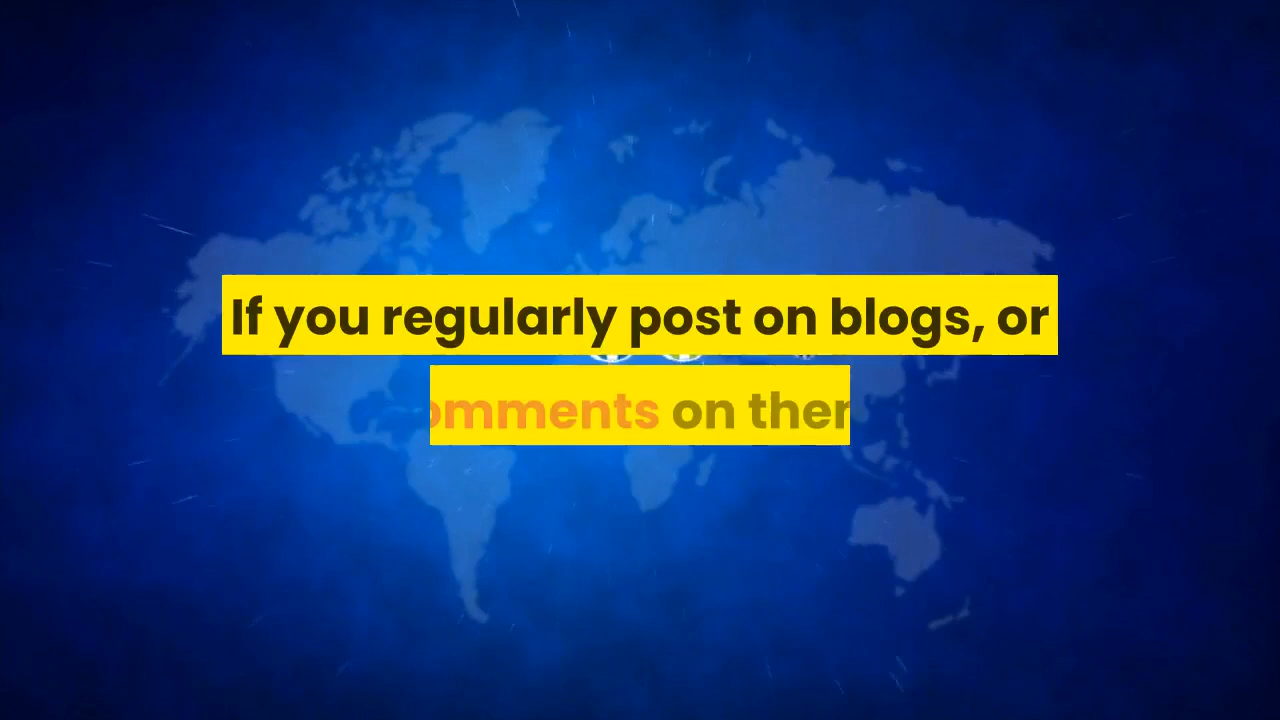 If you regularly post on blogs, or
omments on ther